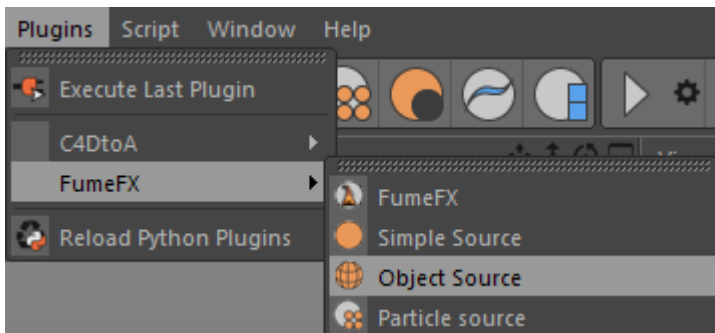 Plugins Script Window Help
Execute Last Plugin
C4DtoA
FumeFX
Reload Python Plugins
FumeFX
Simple Source
Object Source
Particle source